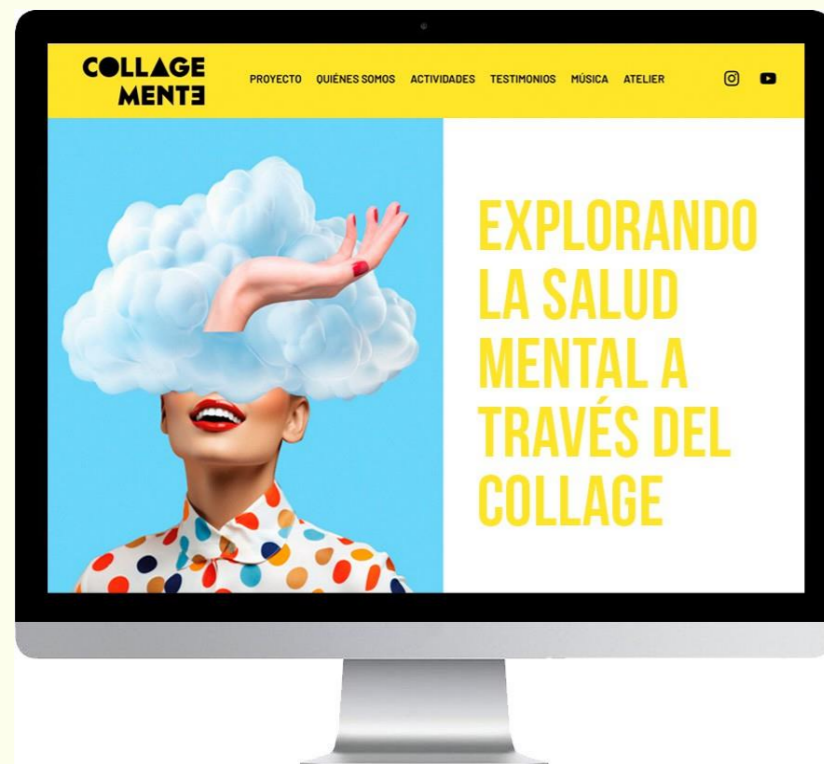 COLLAGE
MENTE
PROYECTO QUIÉNES SOMOS ACTIVIDADES TESTIMONIOS MÚSICA ATELIER
EXPLORANDO
LA SALUD
MENTAL A
TRAVÉS DEL
COLLAGE